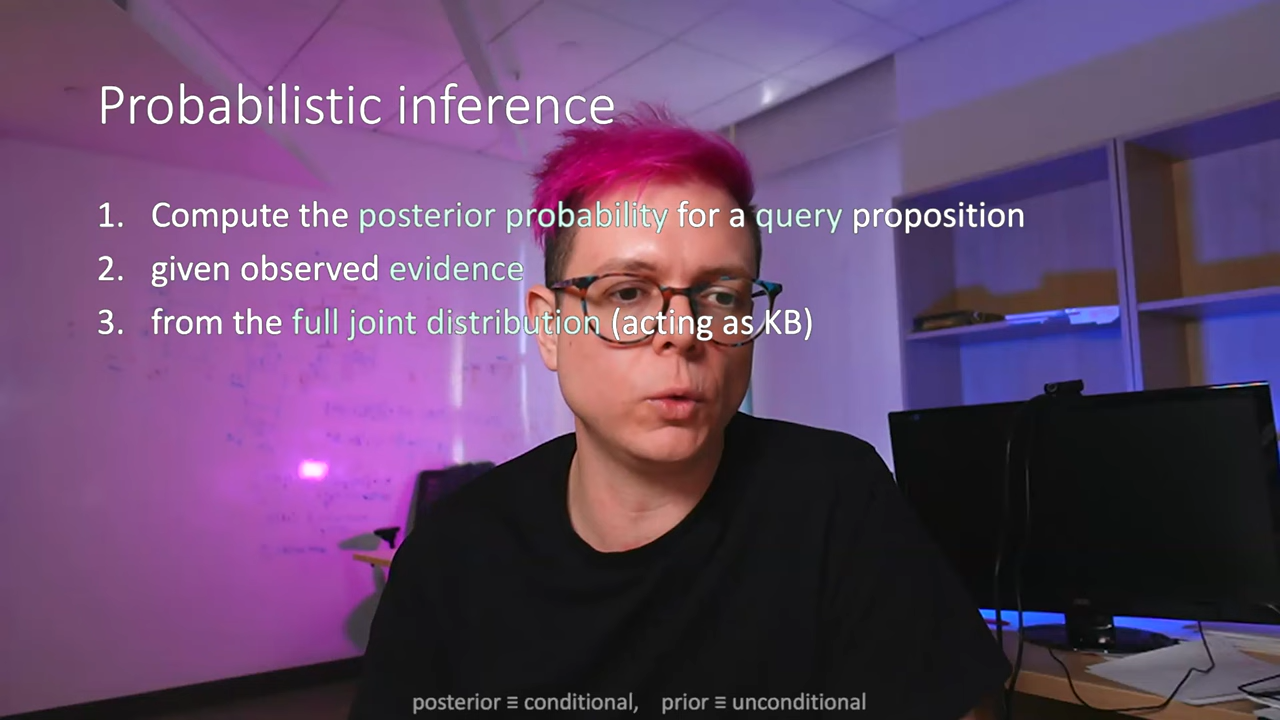 Probabilistic inference
1. Compute the posterior probability for a query proposition
2. given observed evidence
3. from the full joint distribution (acting as KB)
posterior ≡ conditional, prior ≡ unconditional